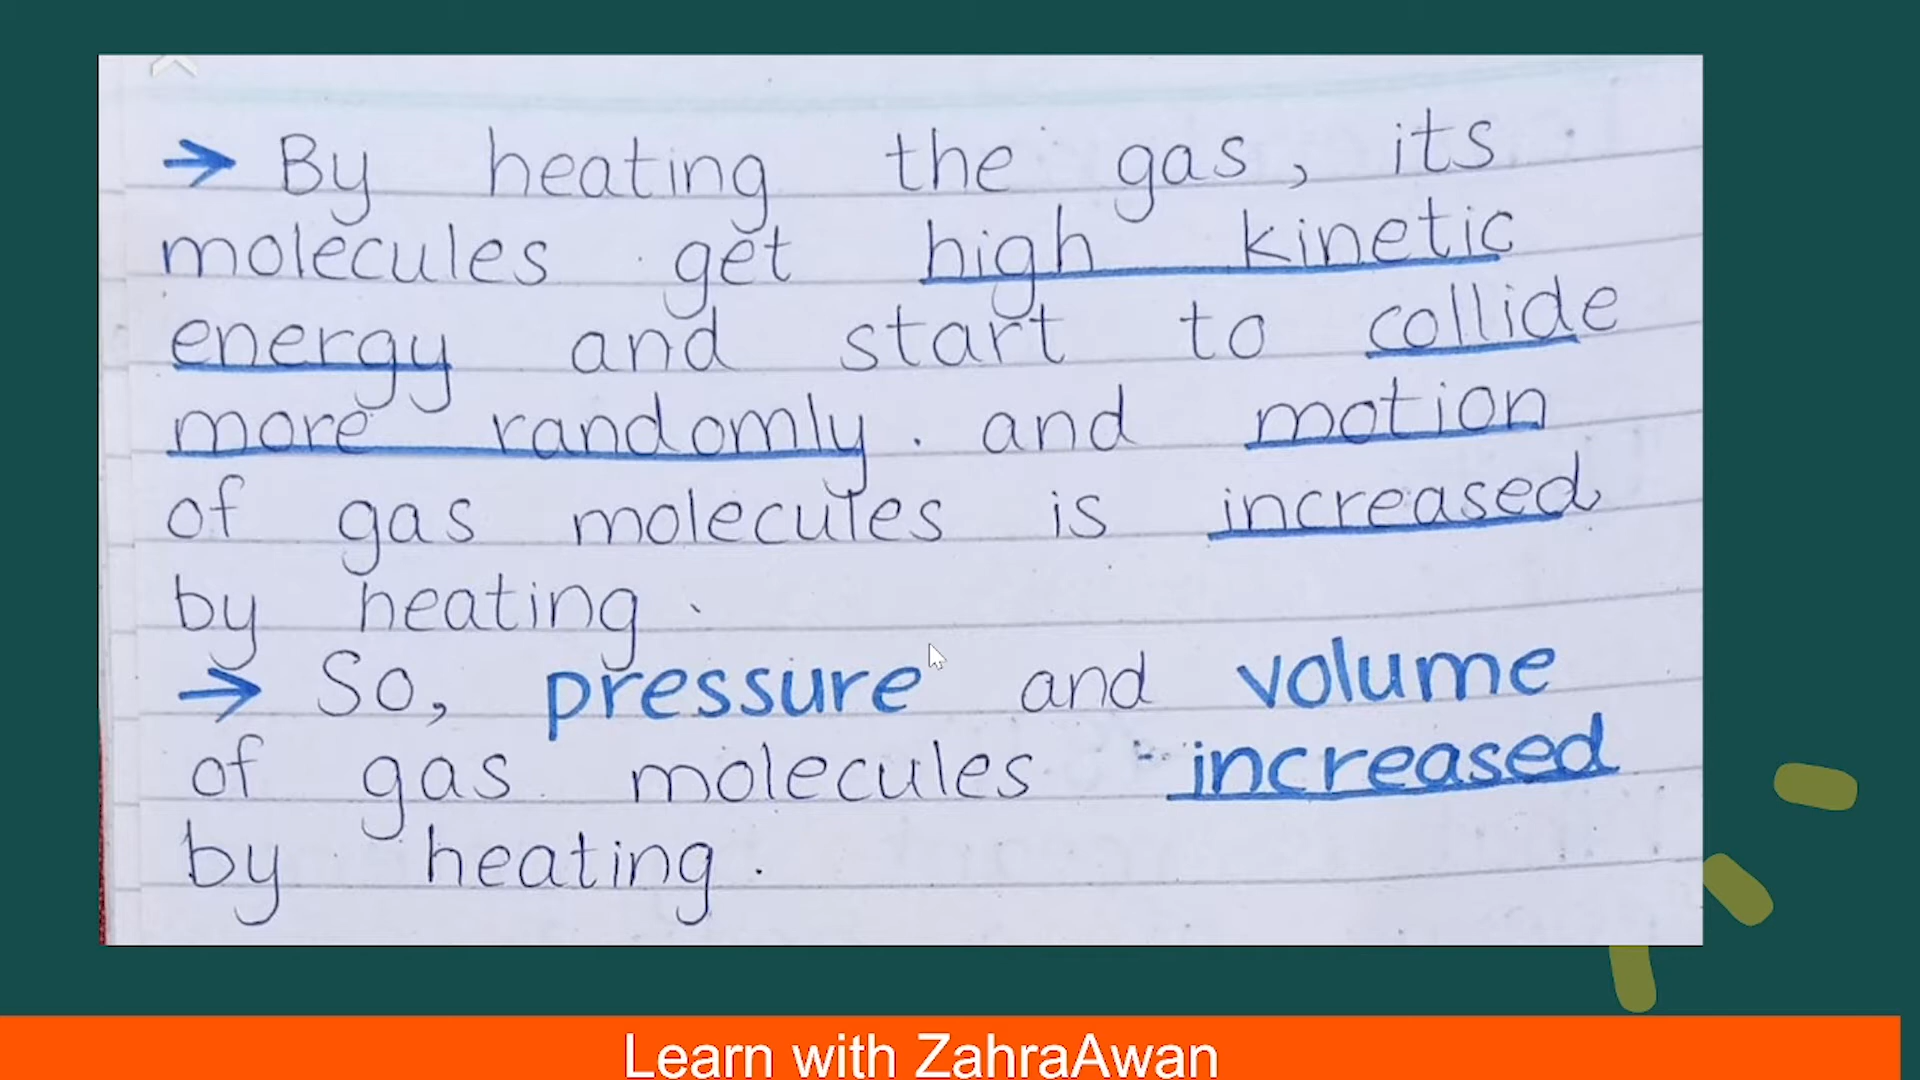 → By heating the gas, its
molecules get high kinetic
energy and start to collide
more randomly. and motion
of gas molecules is increased
by heating.
→ So, pressure and volume
of gas molecules increased
by heating.
Learn with ZahraAwan